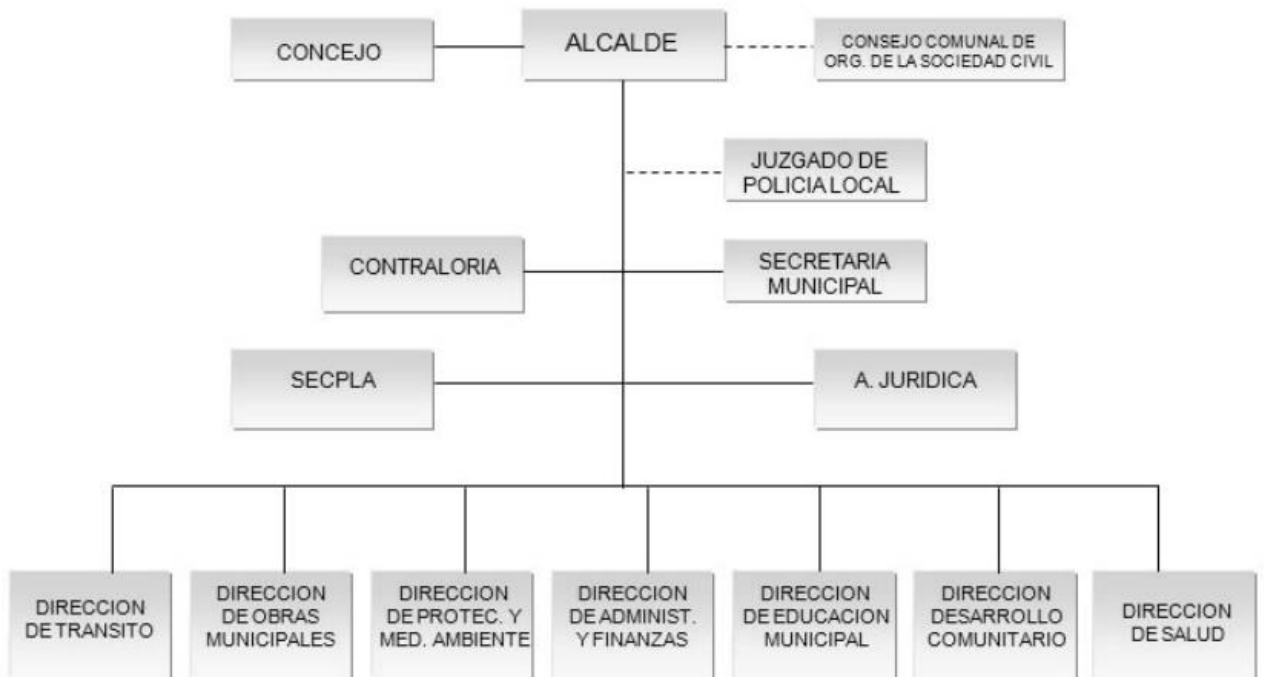 CONCEJO
ALCALDE
CONSEJO COMUNAL DE
ORG. DE LA SOCIEDAD CIVIL
JUZGADO DE
POLICIA LOCAL
CONTRALORIA
SECRETARIA
MUNICIPAL
SECPLA
A. JURIDICA
DIRECCION
DE TRANSITO
DIRECCION
DE OBRAS
MUNICIPALES
DIRECCION
DE PROTEC. Y
MED. AMBIENTE
DIRECCION
DE ADMINIST.
Y FINANZAS
DIRECCION
DE EDUCACION
MUNICIPAL
DIRECCION
DESARROLLO
COMUNITARIO
DIRECCION
DE SALUD